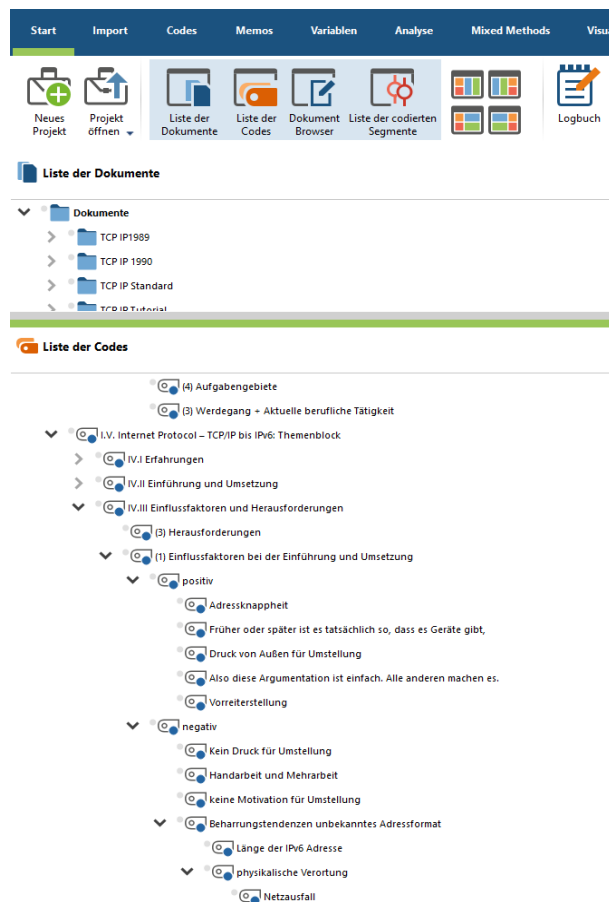 Start Import Codes Memos Variablen Analyse Mixed Methods Visu
Neues Projekt
Projekt öffnen
Liste der Dokumente
Liste der Codes
Dokument Browser
Liste der codierten Segmente
Logbuch
Liste der Dokumente
Dokumente
TCP IP1989
TCP IP 1990
TCP IP Standard
TCP IP Tutorial
Liste der Codes
(4) Aufgabengebiete
(3) Werdegang + Aktuelle berufliche Tätigkeit
I.V. Internet Protocol – TCP/IP bis IPv6: Themenblock
IV.I Erfahrungen
IV.II Einführung und Umsetzung
IV.III Einflussfaktoren und Herausforderungen
(3) Herausforderungen
(1) Einflussfaktoren bei der Einführung und Umsetzung
positiv
Adressknappheit
Früher oder später ist es tatsächlich so, dass es Geräte gibt,
Druck von Außen für Umstellung
Also diese Argumentation ist einfach. Alle anderen machen es.
Vorreiterstellung
negativ
Kein Druck für Umstellung
Handarbeit und Mehrarbeit
keine Motivation für Umstellung
Beharrungstendenzen unbekanntes Adressformat
Länge der IPv6 Adresse
physikalische Verortung
Netzausfall